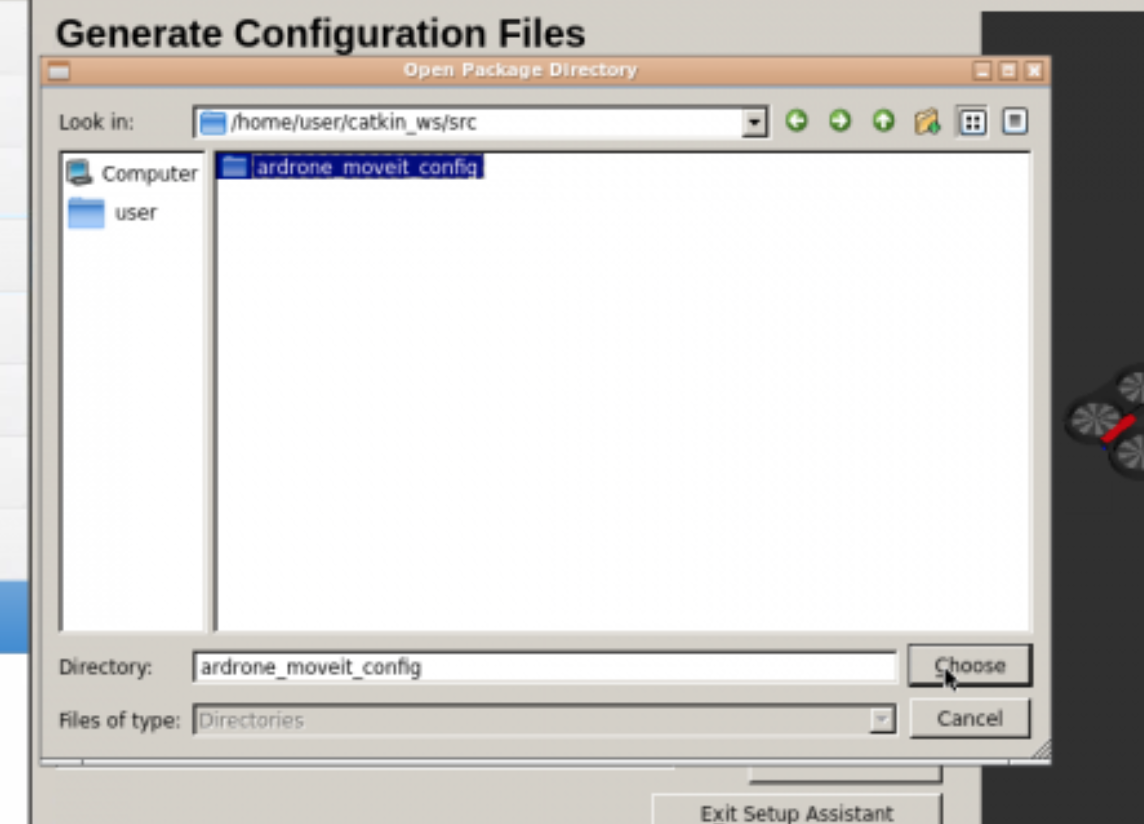 Generate Configuration Files
Open Package Directory
Look in: /home/user/catkin_ws/src
Computer
ardrone_moveit_config
user
Directory: ardrone_moveit_config Choose
Files of type: Directories Cancel
Exit Setup Assistant